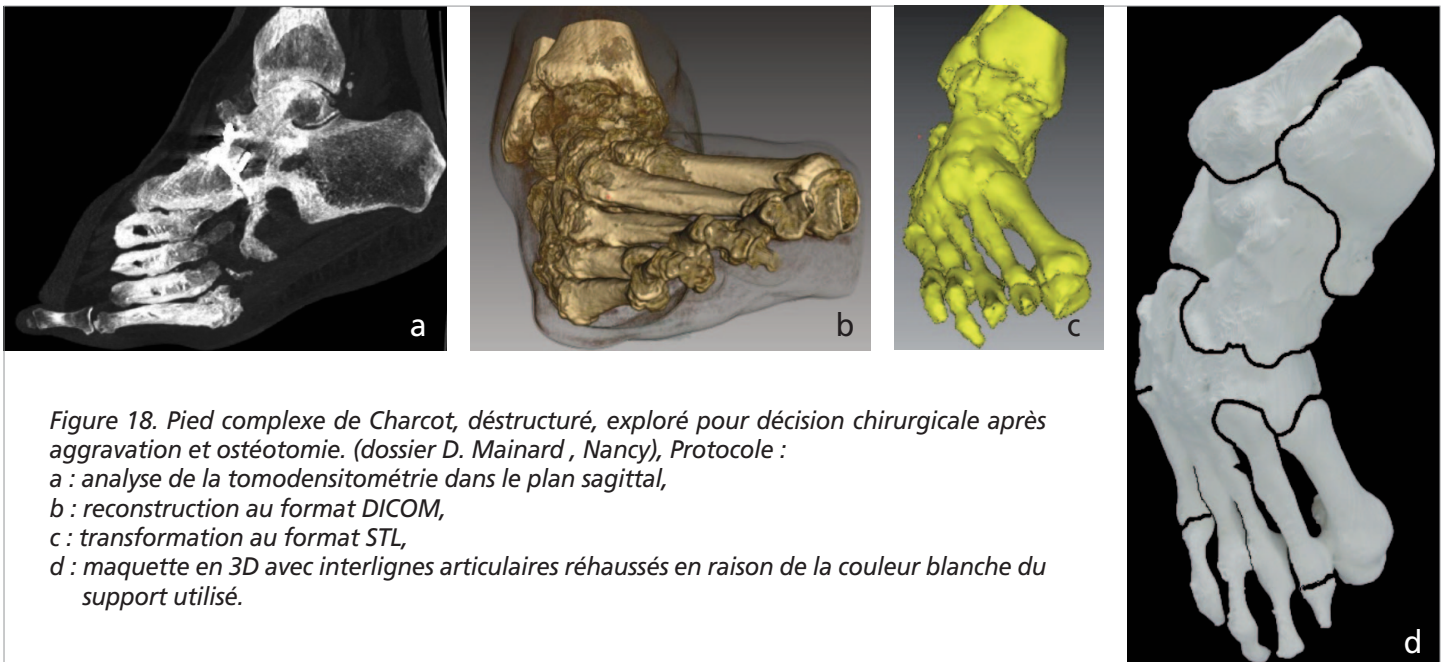 a
b
c
d
Figure 18. Pied complexe de Charcot, déstructuré, exploré pour décision chirurgicale après
aggravation et ostéotomie. (dossier D. Mainard , Nancy), Protocole :
a : analyse de la tomodensitométrie dans le plan sagittal,
b : reconstruction au format DICOM,
c : transformation au format STL,
d : maquette en 3D avec interlignes articulaires réhaussés en raison de la couleur blanche du
support utilisé.